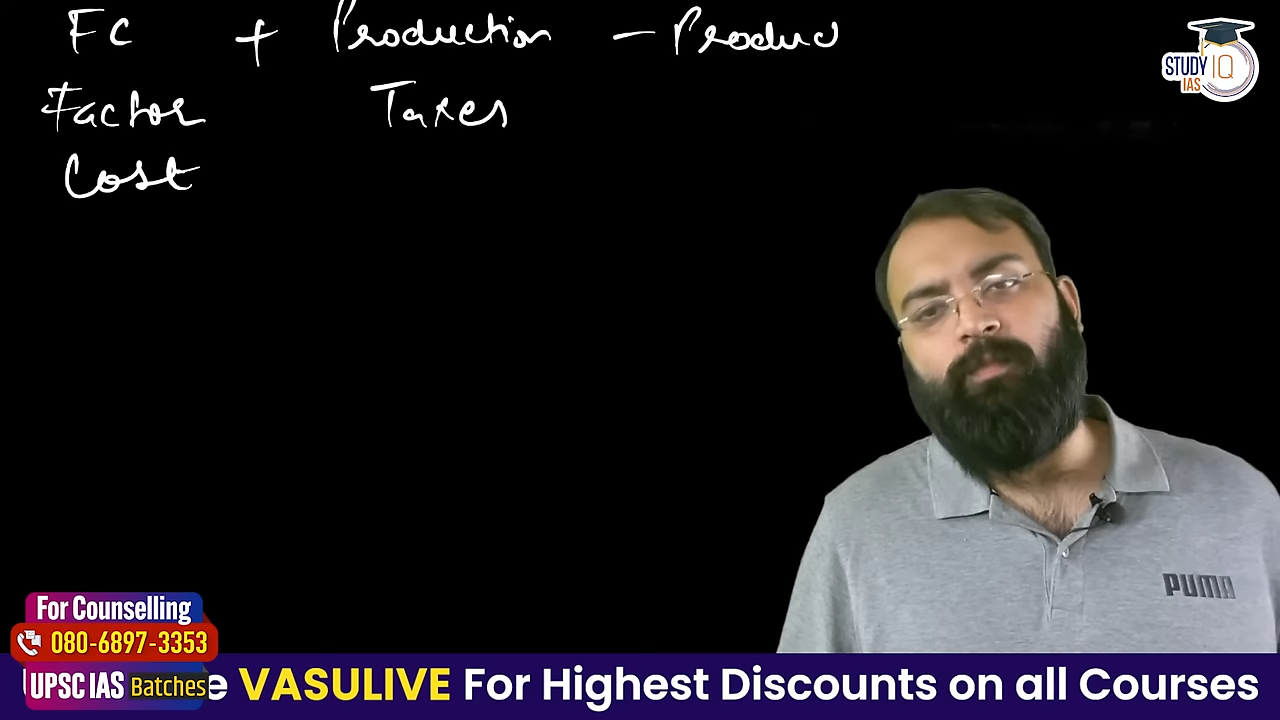 FC + Production - Produc
Factor Taxes
Cost
STUDY IQ
IAS
PUMA
For Counselling
080-6897-3353
UPSC IAS Batches
e VASULIVE For Highest Discounts on all Courses